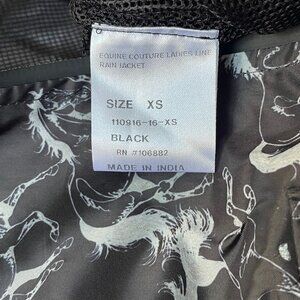 EQUINE COUTURE LADIES LINE
RAIN JACKET
SIZE XS
110916-16-XS
BLACK
RN #106882
MADE IN INDIA